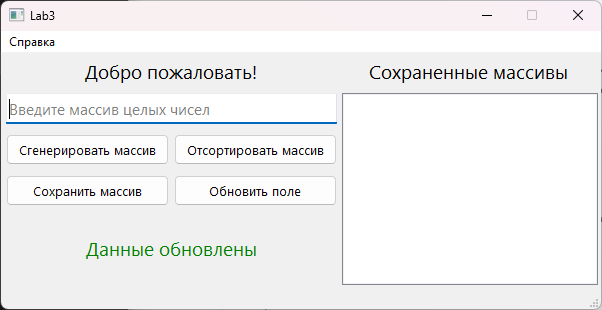 Lab3
Справка
Добро пожаловать!
Сохраненные массивы
Введите массив целых чисел
Сгенерировать массив
Отсортировать массив
Сохранить массив
Обновить поле
Данные обновлены